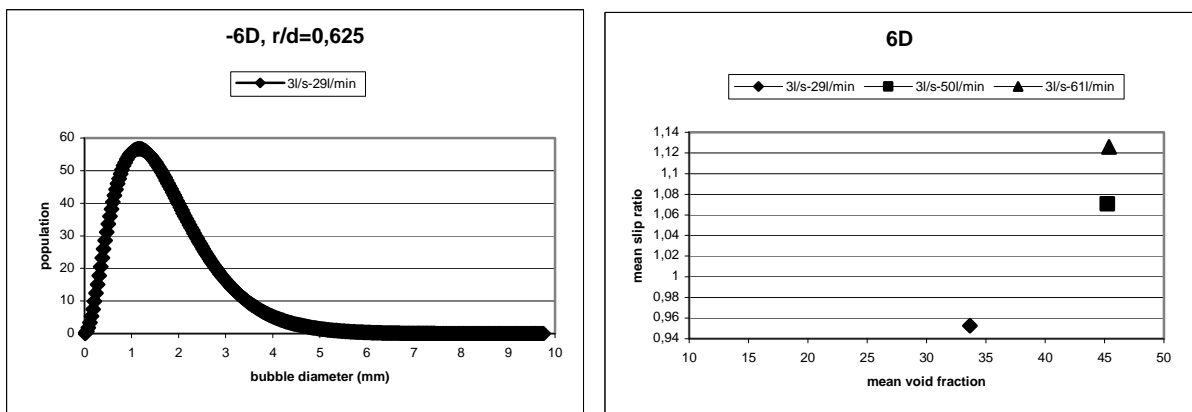 -6D, r/d=0,625
3l/s-29l/min
60
50
40
30
20
10
0
population
0 1 2 3 4 5 6 7 8 9 10
bubble diameter (mm)
6D
3l/s-29l/min 3l/s-50l/min 3l/s-61l/min
1,14
1,12
1,1
1,08
1,06
1,04
1,02
1
0,98
0,96
0,94
mean slip ratio
10 15 20 25 30 35 40 45 50
mean void fraction